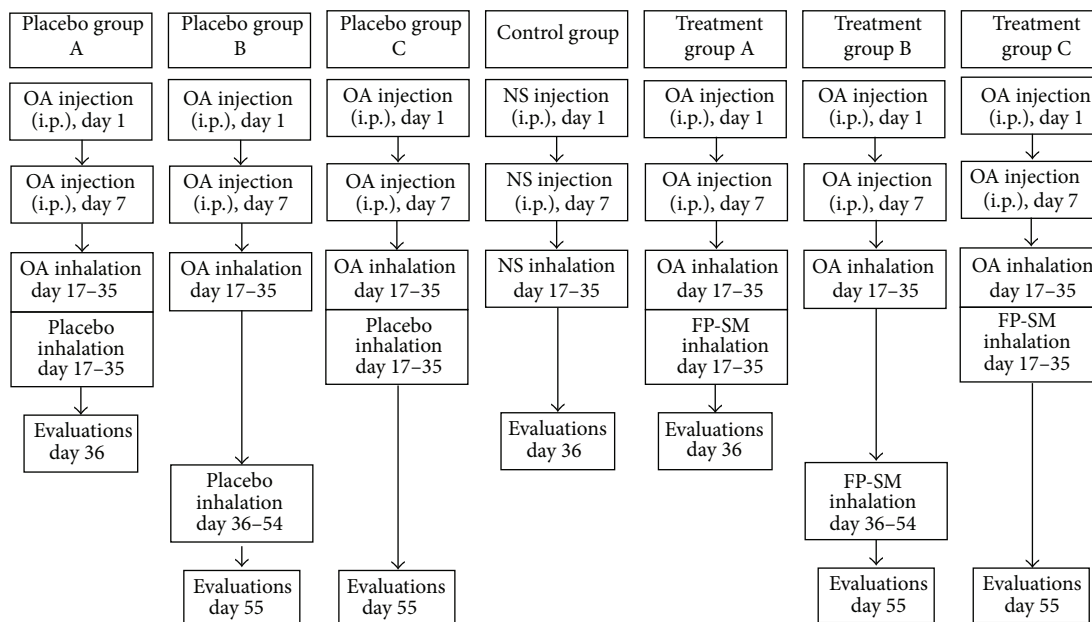 Placebo group
A
Placebo group
B
Placebo group
C
Control group
Treatment
group A
Treatment
group B
Treatment
group C
OA injection
(i.p.), day 1
OA injection
(i.p.), day 1
OA injection
(i.p.), day 1
NS injection
(i.p.), day 1
OA injection
(i.p.), day 1
OA injection
(i.p.), day 1
OA injection
(i.p.), day 1
OA injection
(i.p.), day 7
OA injection
(i.p.), day 7
OA injection
(i.p.), day 7
NS injection
(i.p.), day 7
OA injection
(i.p.), day 7
OA injection
(i.p.), day 7
OA injection
(i.p.), day 7
OA inhalation
day 17–35
OA inhalation
day 17–35
OA inhalation
day 17–35
NS inhalation
day 17–35
OA inhalation
day 17–35
OA inhalation
day 17–35
OA inhalation
day 17–35
Placebo
inhalation
day 17–35
Placebo
inhalation
day 17–35
FP-SM
inhalation
day 17–35
FP-SM
inhalation
day 17–35
Evaluations
day 36
Evaluations
day 36
Evaluations
day 36
Placebo
inhalation
day 36–54
FP-SM
inhalation
day 36–54
Evaluations
day 55
Evaluations
day 55
Evaluations
day 55
Evaluations
day 55